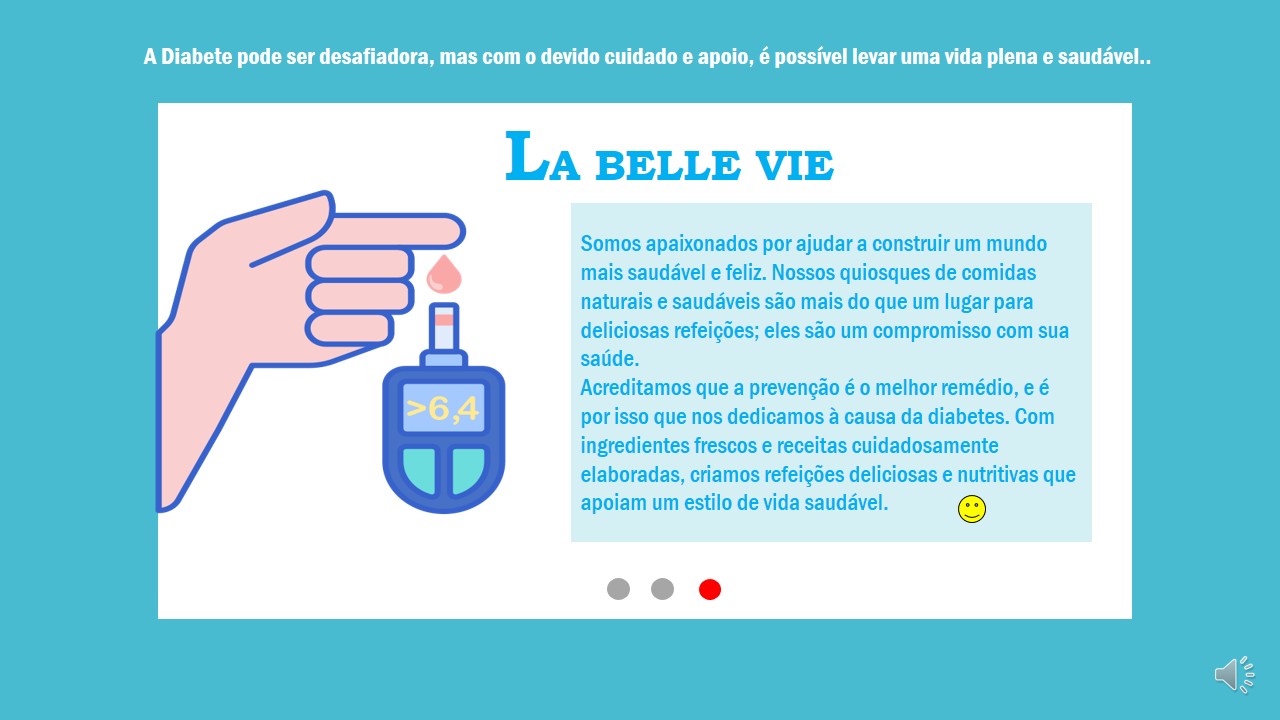 A Diabete pode ser desafiadora, mas com o devido cuidado e apoio, é possível levar uma vida plena e saudável..
LA BELLE VIE
Somos apaixonados por ajudar a construir um mundo
mais saudável e feliz. Nossos quiosques de comidas
naturais e saudáveis são mais do que um lugar para
deliciosas refeições; eles são um compromisso com sua
saúde.
Acreditamos que a prevenção é o melhor remédio, e é
por isso que nos dedicamos à causa da diabetes. Com
ingredientes frescos e receitas cuidadosamente
elaboradas, criamos refeições deliciosas e nutritivas que
apoiam um estilo de vida saudável.
>6,4